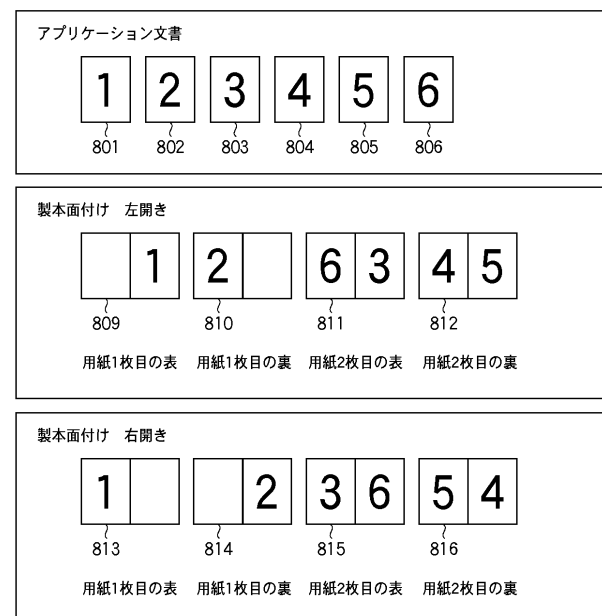 アプリケーション文書
1 2 3 4 5 6
801 802 803 804 805 806
製本面付け 左開き
1 2 6 3 4 5
809 810 811 812
用紙1枚目の表 用紙1枚目の裏 用紙2枚目の表 用紙2枚目の裏
製本面付け 右開き
1 2 3 6 5 4
813 814 815 816
用紙1枚目の表 用紙1枚目の裏 用紙2枚目の表 用紙2枚目の裏